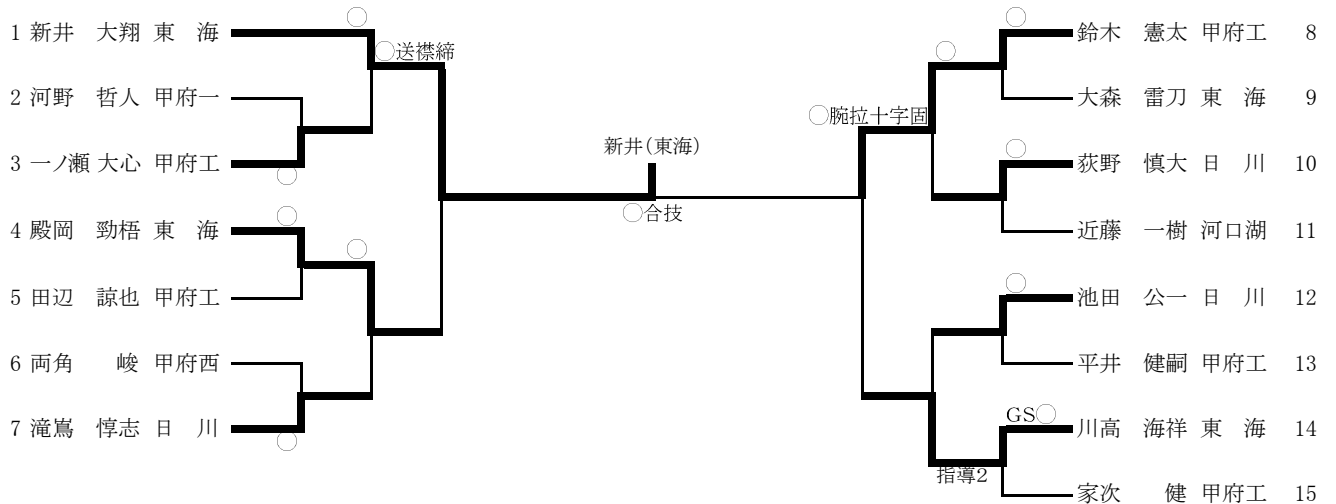 1 新井 大翔 東 海
2 河野 哲人 甲府一
3 一ノ瀬 大心 甲府工
4 殿岡 勁梧 東 海
5 田辺 諒也 甲府工
6 両角 峻 甲府西
7 滝嶌 惇志 日 川
○
○送襟締
○
○
○
○
新井(東海)
○合技
○
○
○腕拉十字固
○
○
GS○
指導2
鈴木 憲太 甲府工 8
大森 雷刀 東 海 9
荻野 慎大 日 川 10
近藤 一樹 河口湖 11
池田 公一 日 川 12
平井 健嗣 甲府工 13
川高 海祥 東 海 14
家次 健 甲府工 15